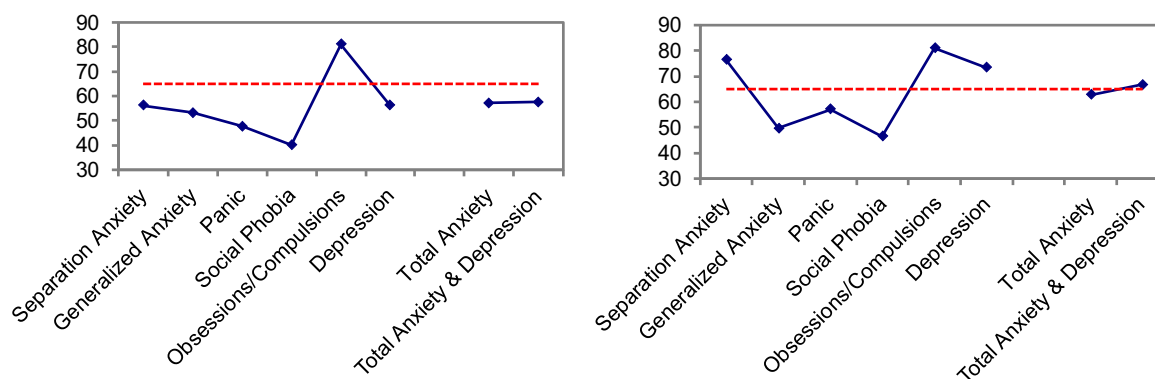 90
80
70
60
50
40
30
Separation Anxiety
Generalized Anxiety
Panic
Social Phobia
Obsessions/Compulsions
Depression
Total Anxiety
Total Anxiety & Depression
90
80
70
60
50
40
30
Separation Anxiety
Generalized Anxiety
Panic
Social Phobia
Obsessions/Compulsions
Depression
Total Anxiety
Total Anxiety & Depression